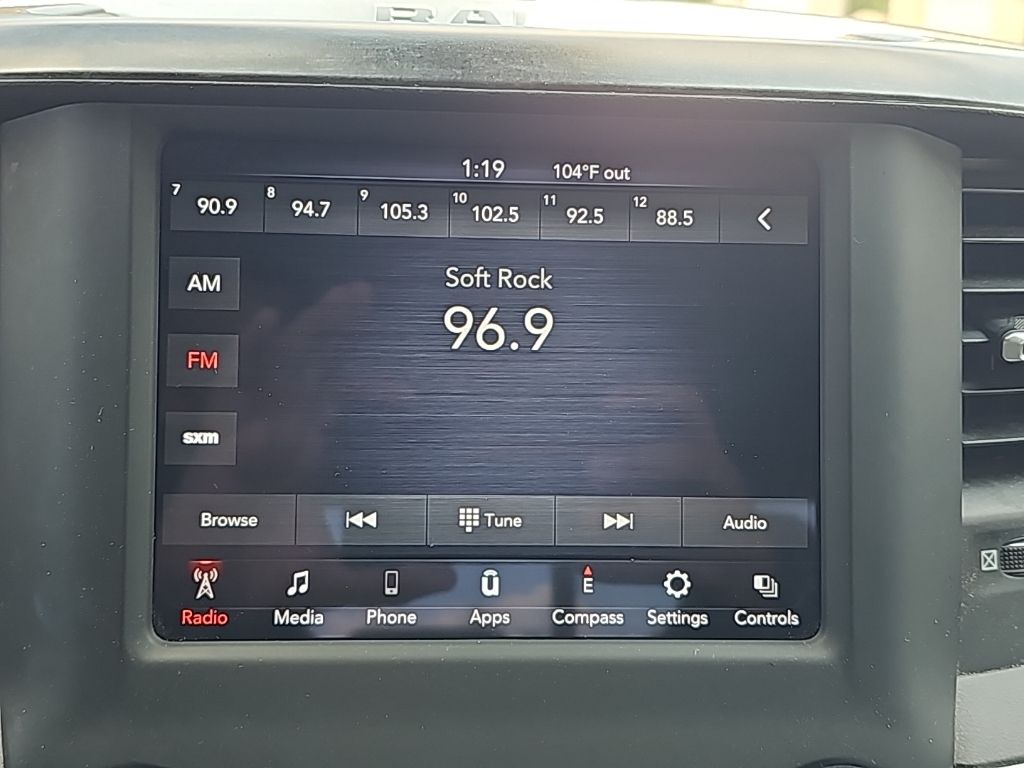 RA
1:19 104°F out
7 90.9 8 94.7 9 105.3 10 102.5 11 92.5 12 88.5
AM
Soft Rock
96.9
FM
sxm
Browse Tune Audio
E
Radio Media Phone Apps Compass Settings Controls